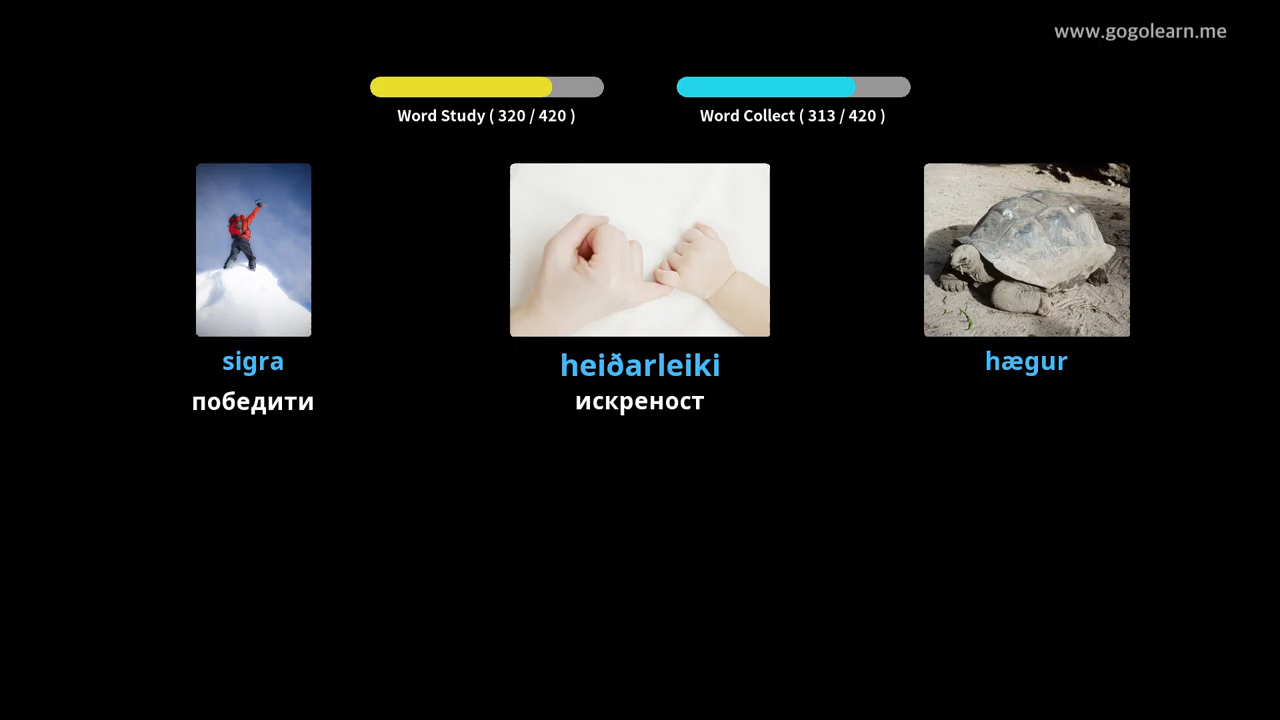 www.gogolearn.me
Word Study ( 320 / 420 )
Word Collect ( 313 / 420 )
sigra
heiðarleiki
hægur
победити
искреност